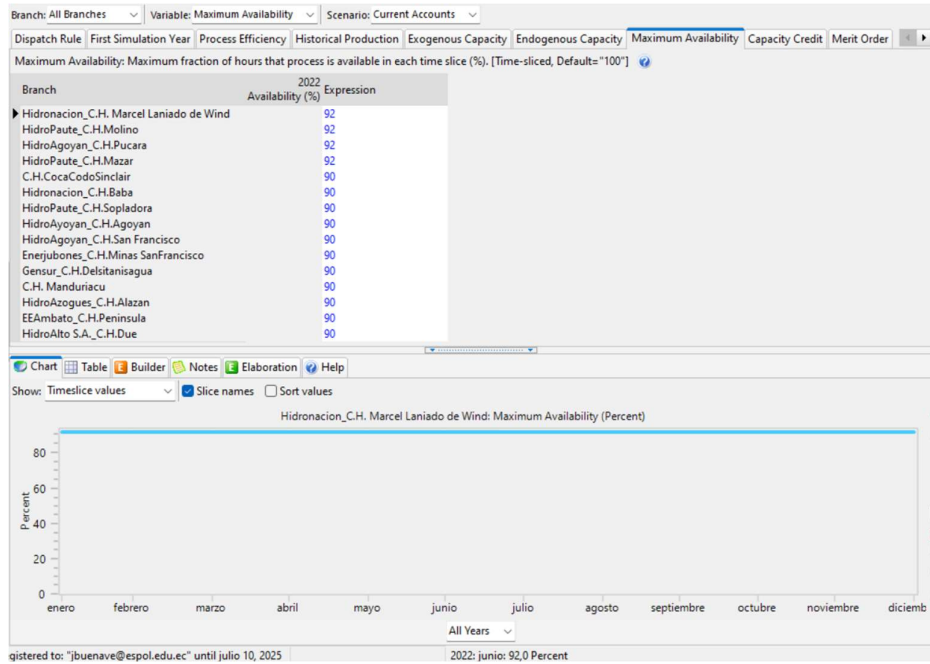 Branch: All Branches Variable: Maximum Availability Scenario: Current Accounts
Dispatch Rule First Simulation Year Process Efficiency Historical Production Exogenous Capacity Endogenous Capacity Maximum Availability Capacity Credit Merit Order
Maximum Availability: Maximum fraction of hours that process is available in each time slice (%). [Time-sliced, Default="100"]
Branch 2022 Availability (%) Expression
Hidronacion_C.H. Marcel Laniado de Wind 92
HidroPaute_C.H.Molino 92
HidroAgoyan_C.H.Pucara 92
HidroPaute_C.H.Mazar 92
C.H.CocaCodoSinclair 90
Hidronacion_C.H.Baba 90
HidroPaute_C.H.Sopladora 90
HidroAyoyan_C.H.Agoyan 90
HidroAgoyan_C.H.San Francisco 90
Enerjubones_C.H.Minas SanFrancisco 90
Gensur_C.H.Delsitanisagua 90
C.H. Manduriacu 90
HidroAzogues_C.H.Alazan 90
EEAmbato_C.H.Peninsula 90
HidroAlto S.A._C.H.Due 90
Chart Table Builder Notes Elaboration Help
Show: Timeslice values Slice names Sort values
Hidronacion_C.H. Marcel Laniado de Wind: Maximum Availability (Percent)
Percent
80
60
40
20
0
enero febrero marzo abril mayo junio julio agosto septiembre octubre noviembre diciemb
All Years
gistered to: "jbuenave@espol.edu.ec" until julio 10, 2025 2022: junio: 92,0 Percent